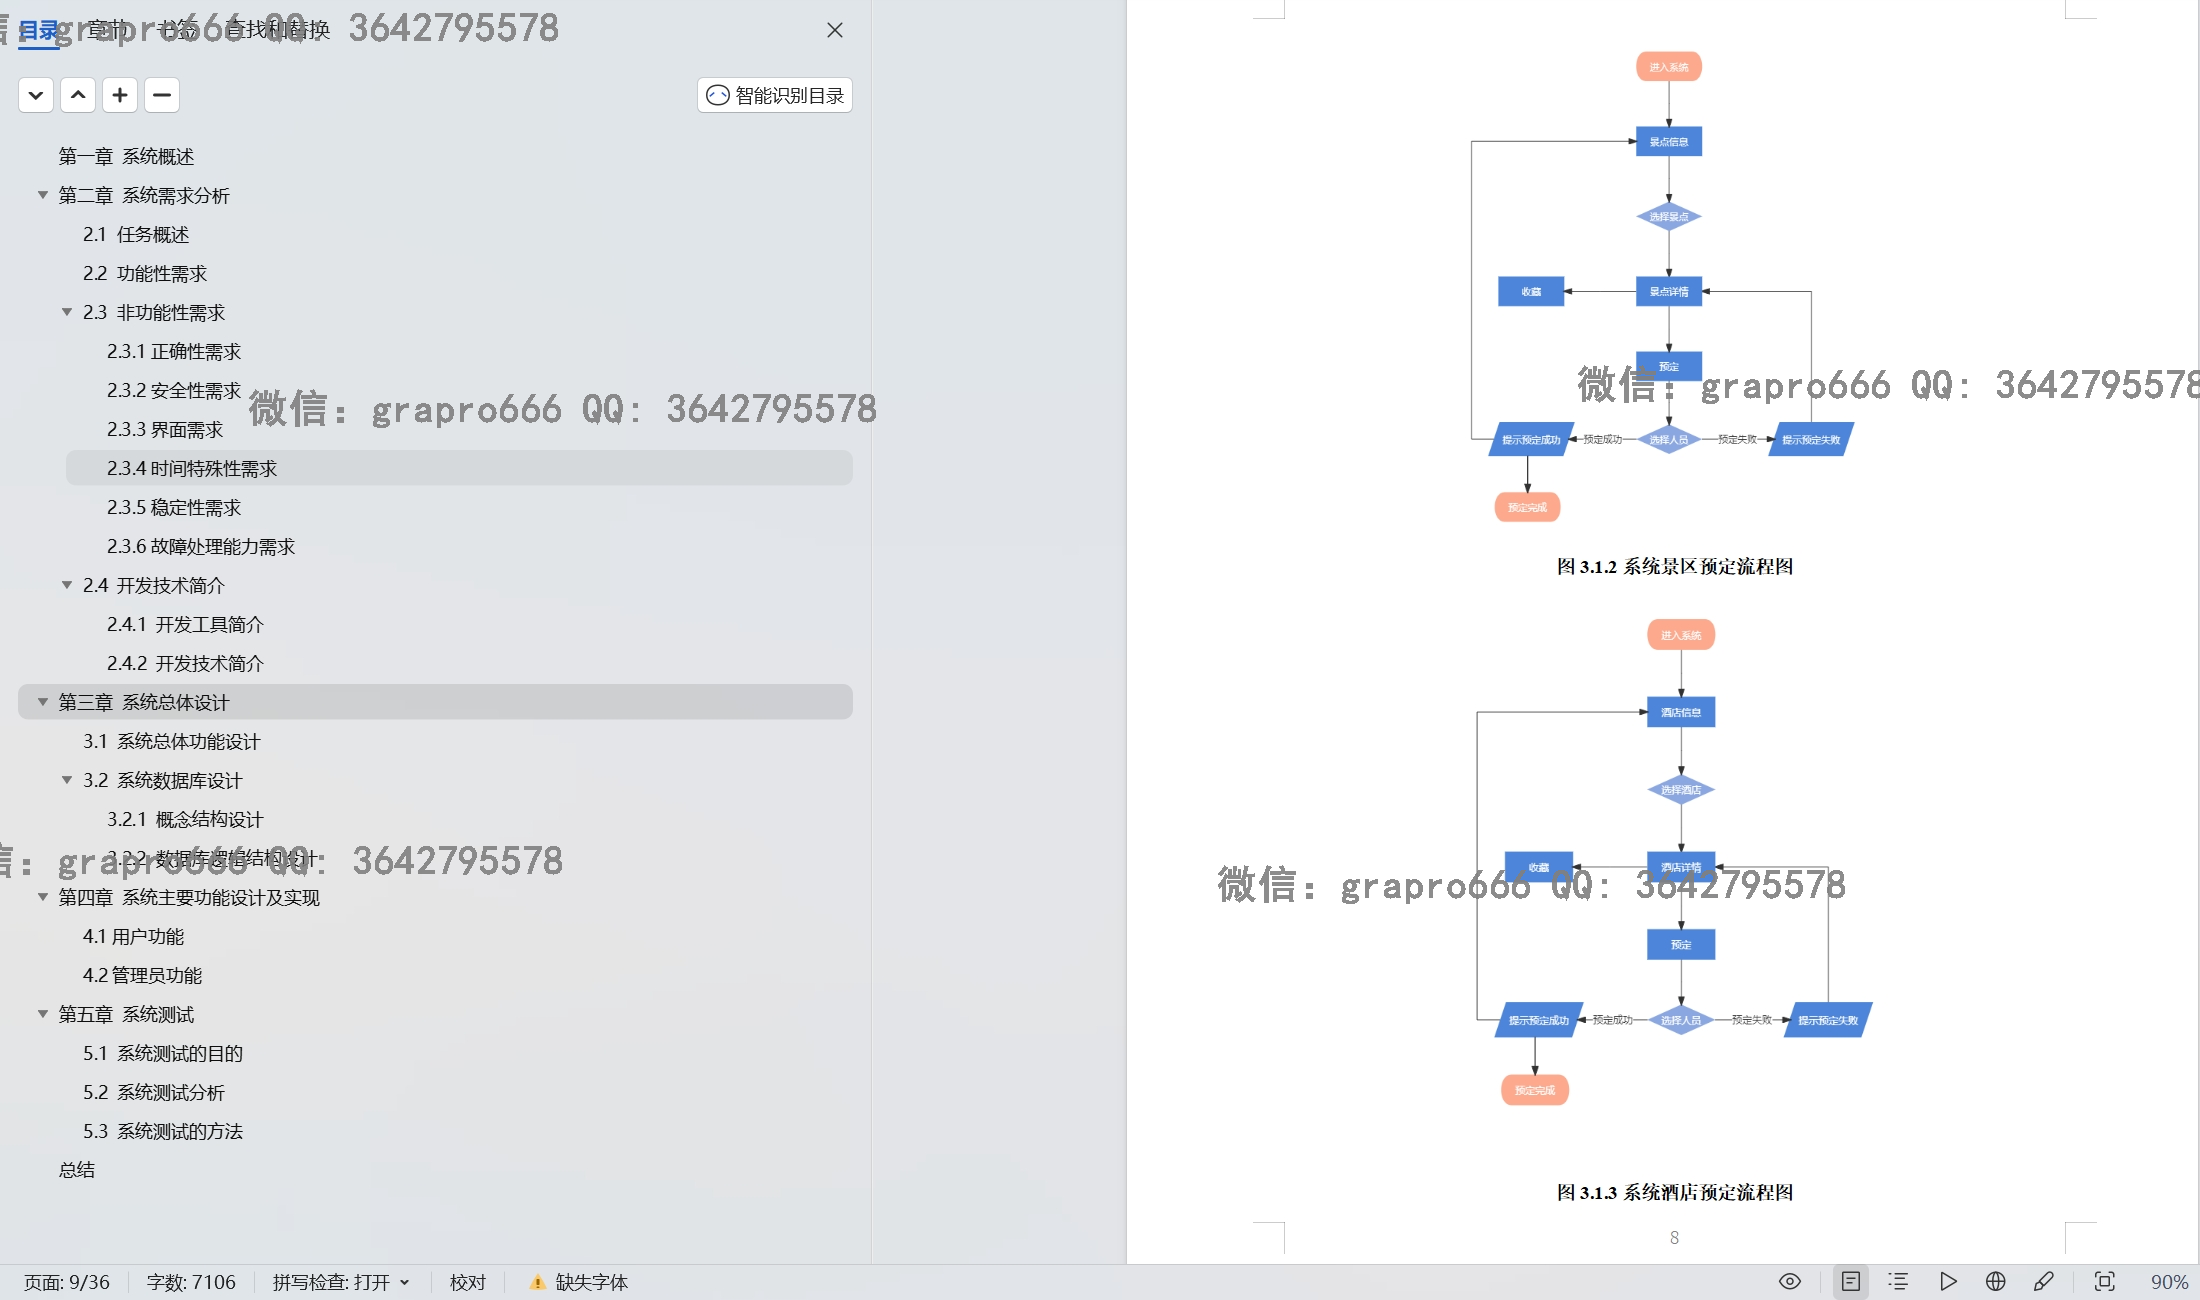 目录 章节 书签 查找和替换
信: grapro666 QQ: 3642795578
智能识别目录
第一章 系统概述
第二章 系统需求分析
2.1 任务概述
2.2 功能性需求
2.3 非功能性需求
2.3.1 正确性需求
2.3.2 安全性需求
微信: grapro666 QQ: 3642795578
2.3.3 界面需求
2.3.4 时间特殊性需求
2.3.5 稳定性需求
2.3.6 故障处理能力需求
2.4 开发技术简介
2.4.1 开发工具简介
2.4.2 开发技术简介
第三章 系统总体设计
3.1 系统总体功能设计
3.2 系统数据库设计
3.2.1 概念结构设计
3.2.2 数据库逻辑结构设计
信: grapro666 QQ: 3642795578
第四章 系统主要功能设计及实现
4.1 用户功能
4.2 管理员功能
第五章 系统测试
5.1 系统测试的目的
5.2 系统测试分析
5.3 系统测试的方法
总结
进入系统
景点信息
选择景点
收藏 景点详情
预定
微信: grapro666 QQ: 3642795578
提示预定成功 预定成功 选择人员 预定失败 提示预定失败
预定完成
图 3.1.2 系统景区预定流程图
进入系统
酒店信息
选择酒店
收藏 酒店详情
微信: grapro666 QQ: 3642795578
预定
提示预定成功 预定成功 选择人员 预定失败 提示预定失败
预定完成
图 3.1.3 系统酒店预定流程图
8
页面: 9/36 字数: 7106 拼写检查: 打开 校对 缺失字体 90%